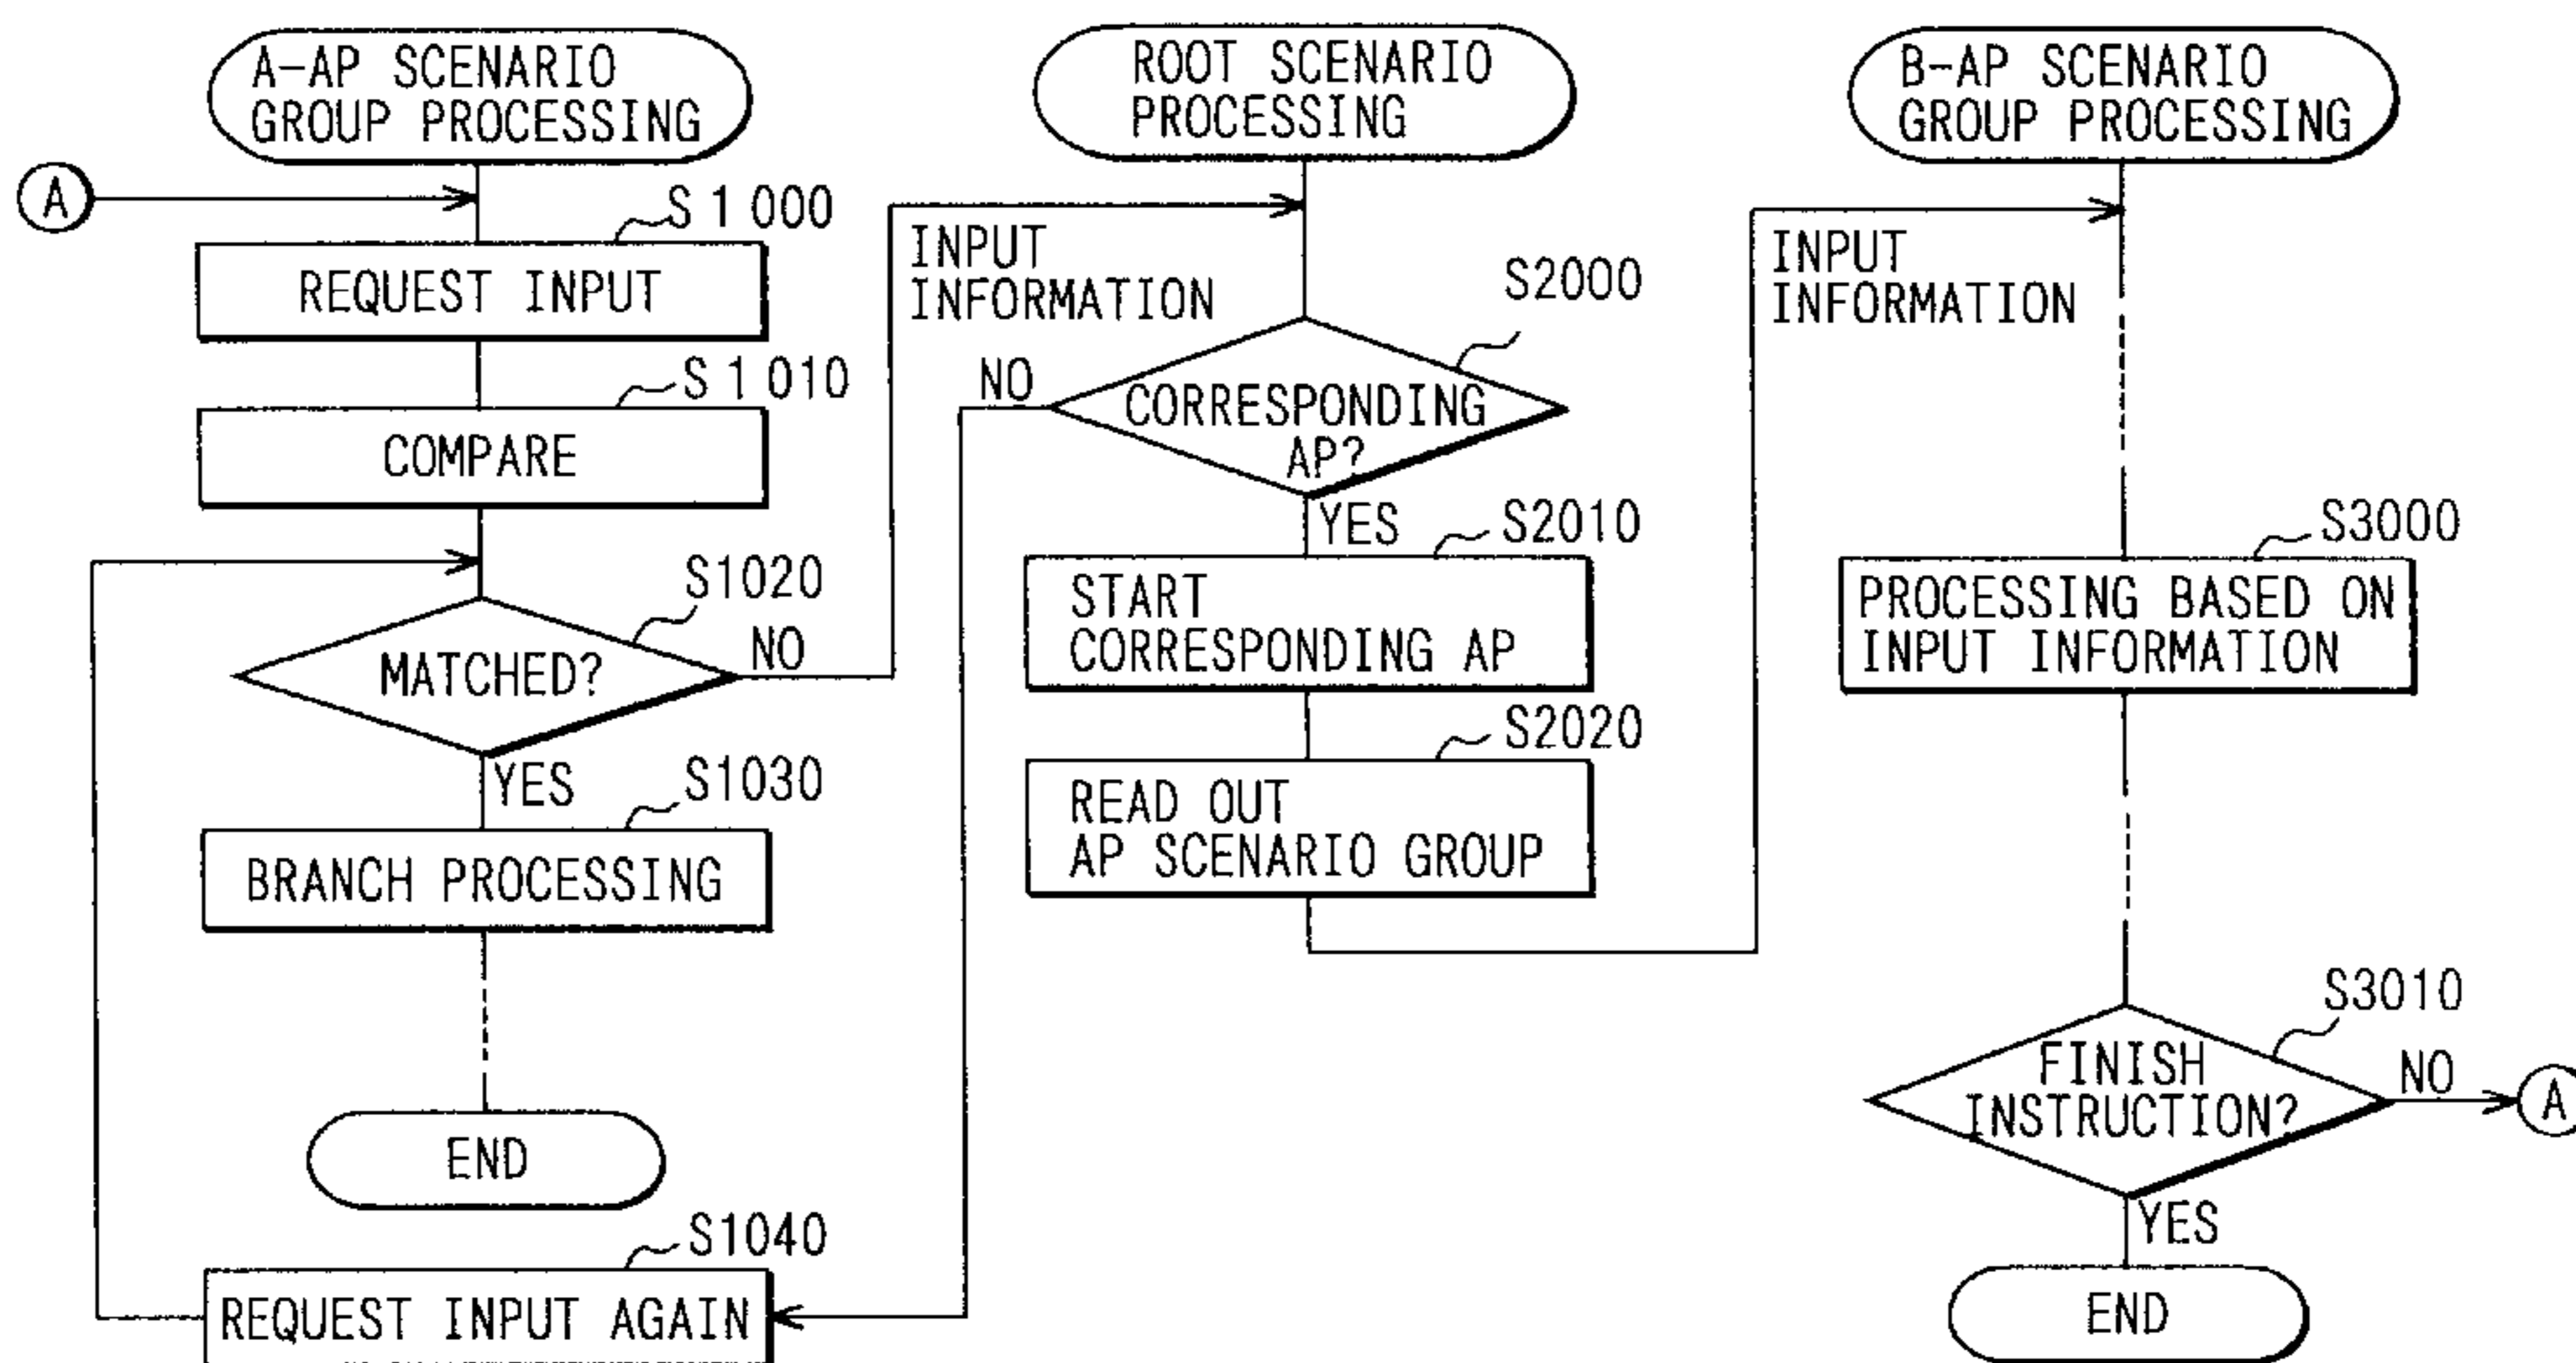 A-AP SCENARIO
GROUP PROCESSING
A
S1000
REQUEST INPUT
S1010
COMPARE
S1020
MATCHED?
NO
YES
S1030
BRANCH PROCESSING
END
S1040
REQUEST INPUT AGAIN
ROOT SCENARIO
PROCESSING
INPUT
INFORMATION
S2000
NO
CORRESPONDING
AP?
YES
S2010
START
CORRESPONDING AP
S2020
READ OUT
AP SCENARIO GROUP
B-AP SCENARIO
GROUP PROCESSING
INPUT
INFORMATION
S3000
PROCESSING BASED ON
INPUT INFORMATION
S3010
FINISH
INSTRUCTION?
NO
A
YES
END